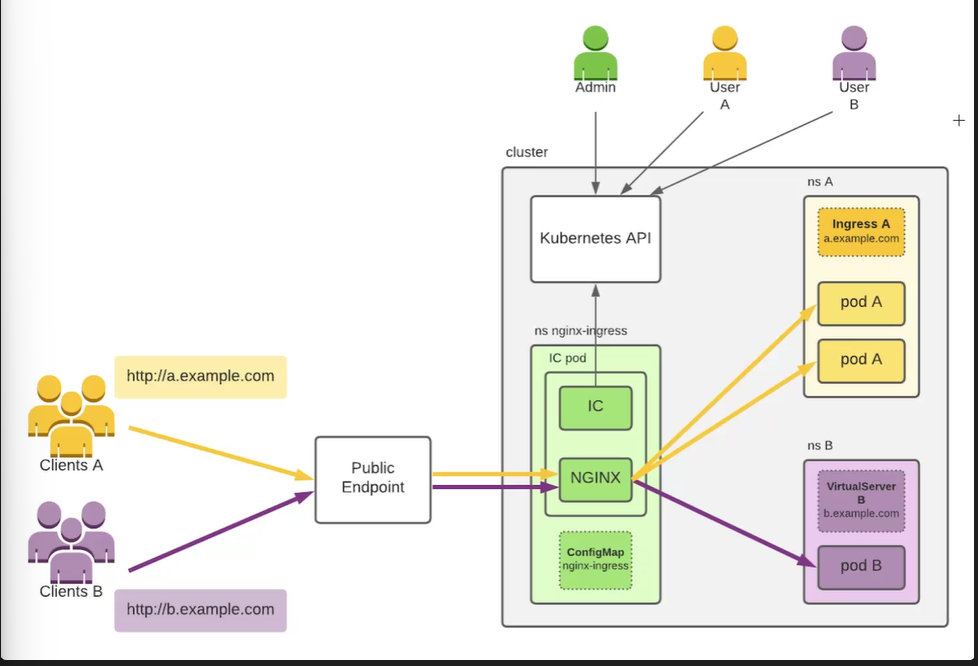 Admin
User
A
User
B
cluster
Kubernetes API
ns A
Ingress A
a.example.com
pod A
pod A
ns nginx-ingress
IC pod
IC
NGINX
ConfigMap
nginx-ingress
ns B
VirtualServer
B
b.example.com
pod B
http://a.example.com
Clients A
Public
Endpoint
Clients B
http://b.example.com